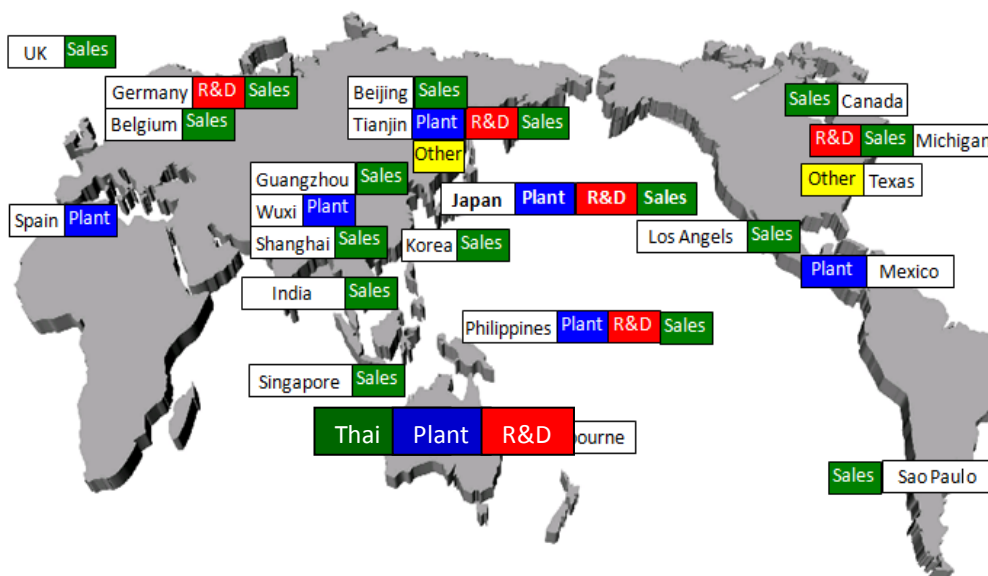 UK Sales
Germany R&D Sales
Belgium Sales
Beijing Sales
Tianjin Plant R&D Sales
Other
Sales Canada
R&D Sales Michigan
Other Texas
Guangzhou Sales
Wuxi Plant
Shanghai Sales
Japan Plant R&D Sales
Spain Plant
Korea Sales
Los Angels Sales
Plant Mexico
India Sales
Philippines Plant R&D Sales
Singapore Sales
Thai Plant R&D
Sales Sao Paulo